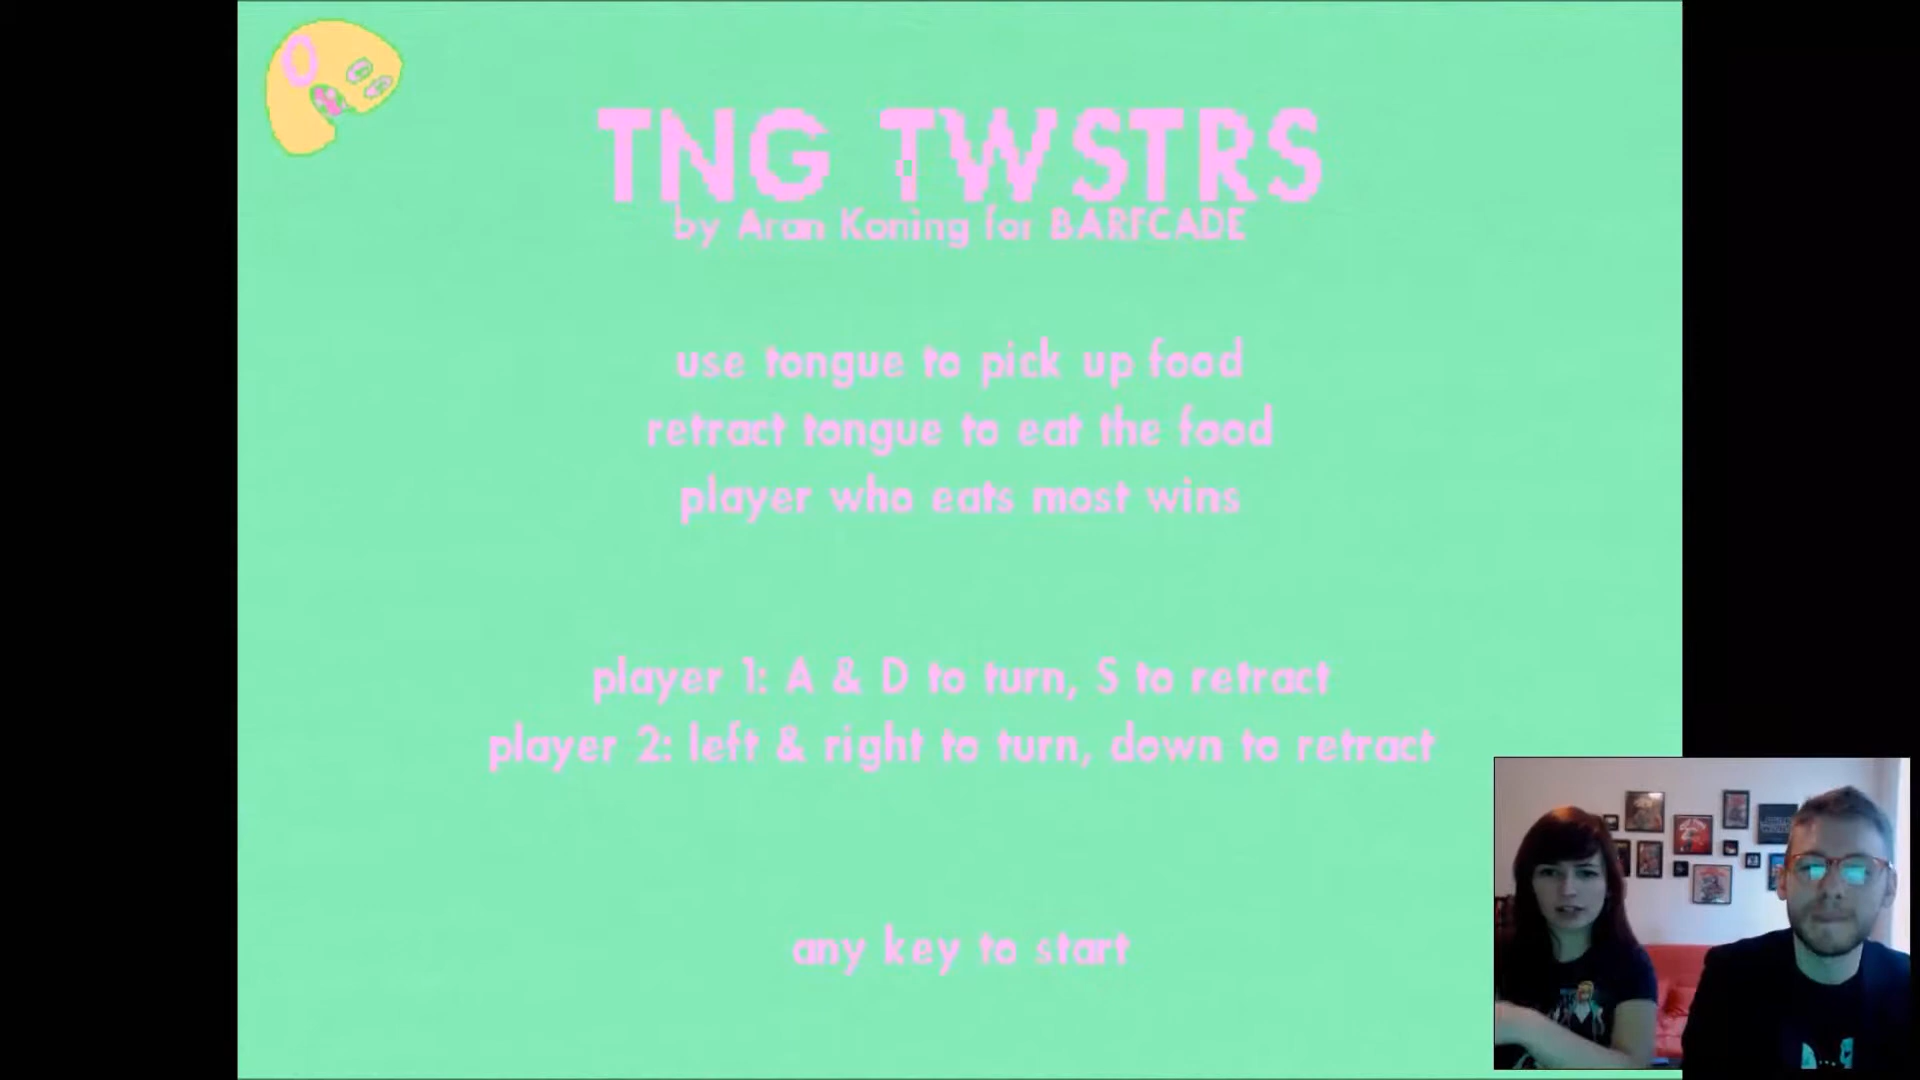 TNG TWSTRS
by Aran Koning for BARFCADE
use tongue to pick up food
retract tongue to eat the food
player who eats most wins
player 1: A & D to turn, S to retract
player 2: left & right to turn, down to retract
any key to start